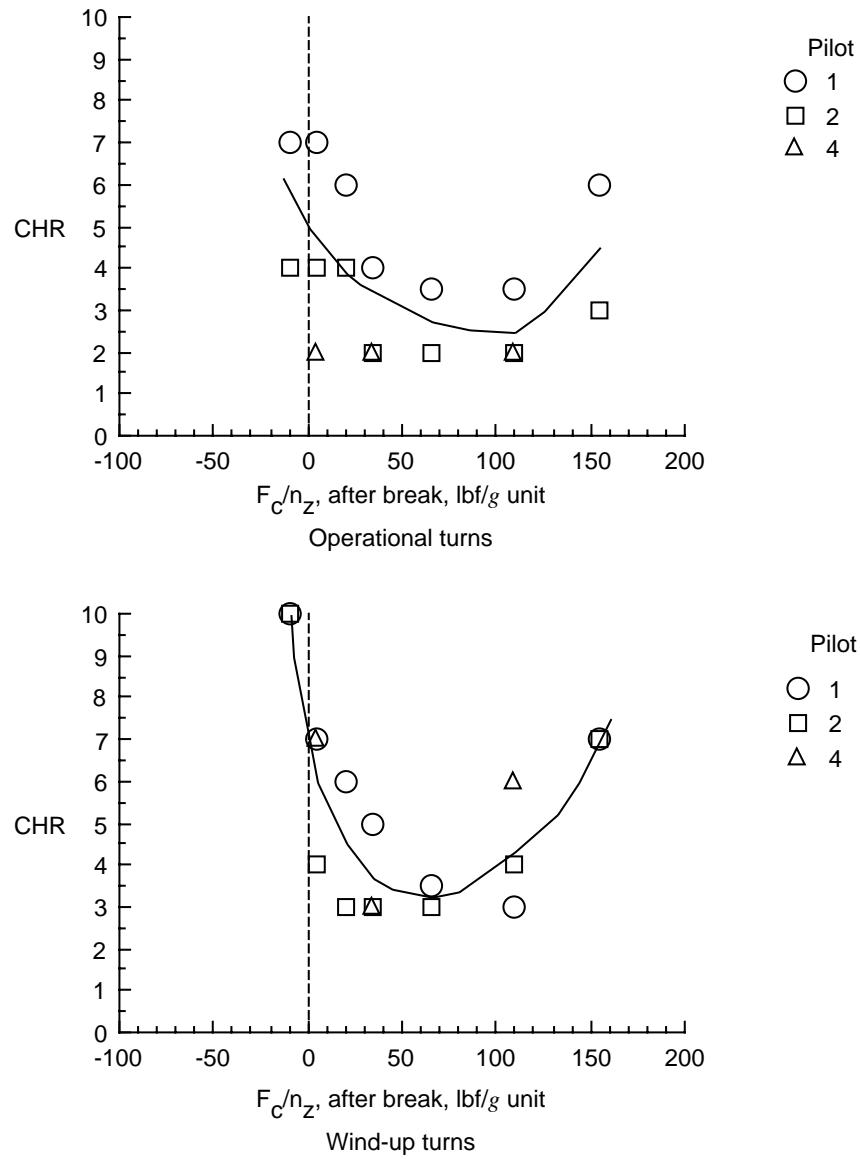 10
9
8
7
6
5
4
3
2
1
0
CHR
-100 -50 0 50 100 150 200
F_C/n_Z, after break, lbf/g unit
Operational turns
Pilot
1
2
4
10
9
8
7
6
5
4
3
2
1
0
CHR
-100 -50 0 50 100 150 200
F_C/n_Z, after break, lbf/g unit
Wind-up turns
Pilot
1
2
4